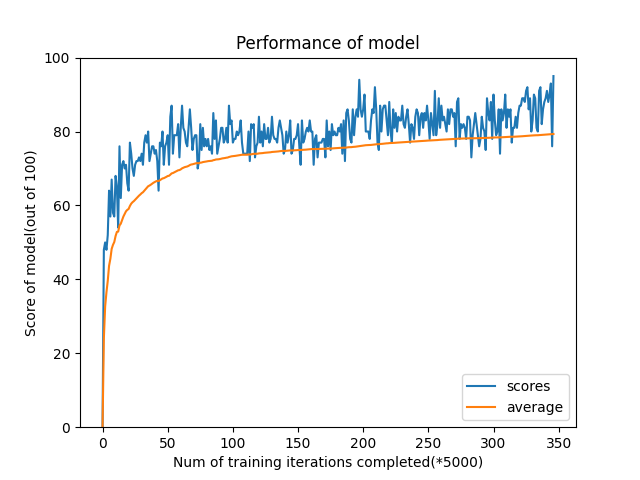 Performance of model
Score of model(out of 100)
100
80
60
40
20
0
0 50 100 150 200 250 300 350
Num of training iterations completed(*5000)
scores
average